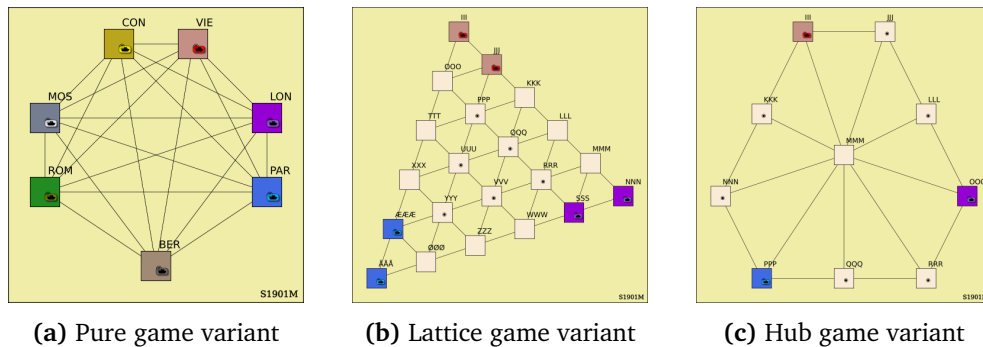 CON VIE
MOS LON
ROM PAR
BER
S1901M
III
JJJ
OOO KKK
PPP
TTT LLL
QQQ
UUU MMM
XXX RRR
VVV NNN
YYY SSS
ÆÆÆ WWW
ZZZ
ØØØ
ÅÅÅ
S1901M
III JJJ
KKK LLL
MMM
NNN OOO
PPP QQQ RRR
S1901M
(a) Pure game variant (b) Lattice game variant (c) Hub game variant